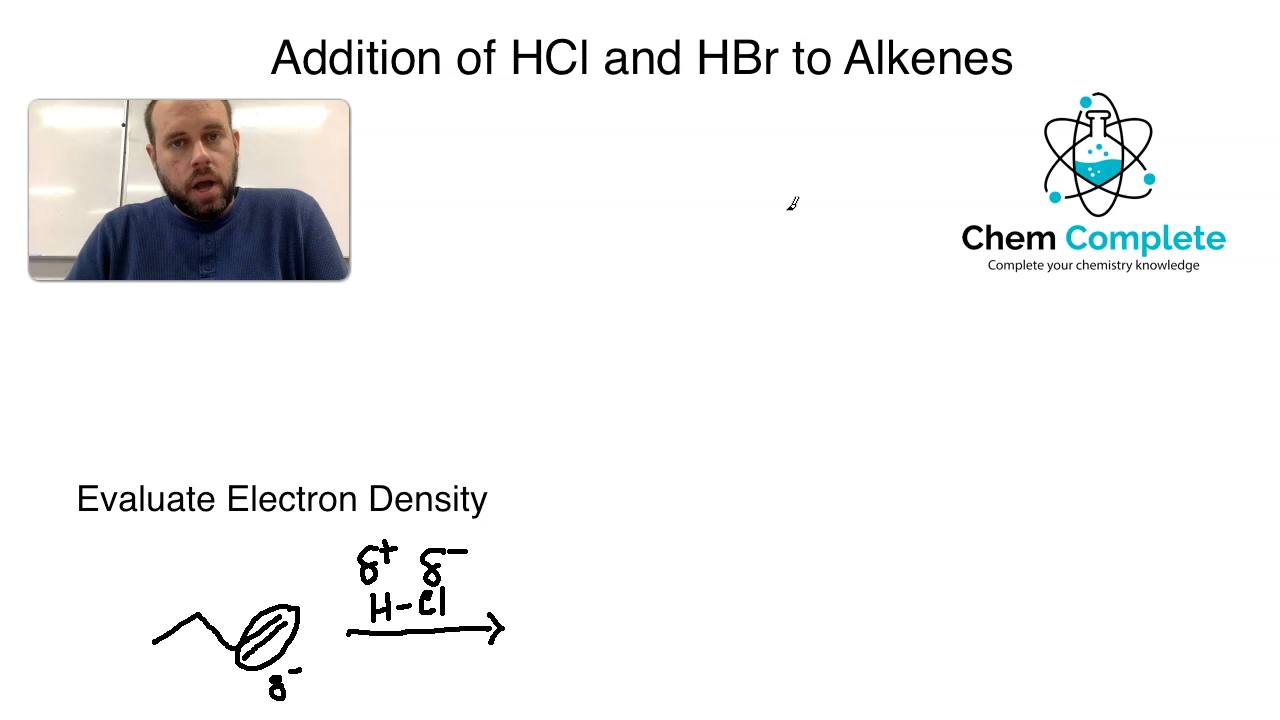 Addition of HCl and HBr to Alkenes
Chem Complete
Complete your chemistry knowledge
Evaluate Electron Density
δ+ δ−
H-Cl
δ−